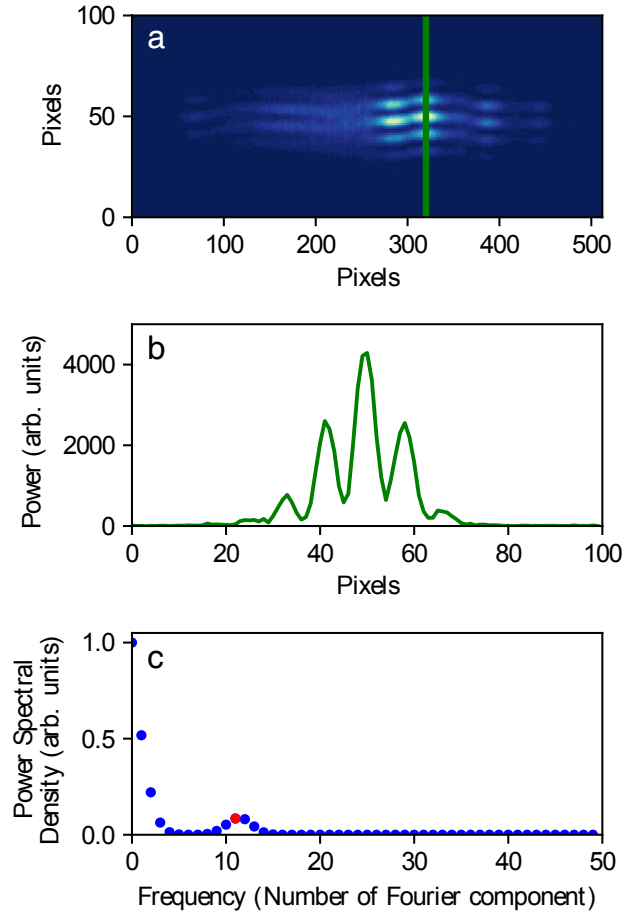 a
100
50
0
Pixels
0 100 200 300 400 500
Pixels
b
4000
2000
0
Power (arb. units)
0 20 40 60 80 100
Pixels
c
1.0
0.5
0.0
Power Spectral
Density (arb. units)
0 10 20 30 40 50
Frequency (Number of Fourier component)